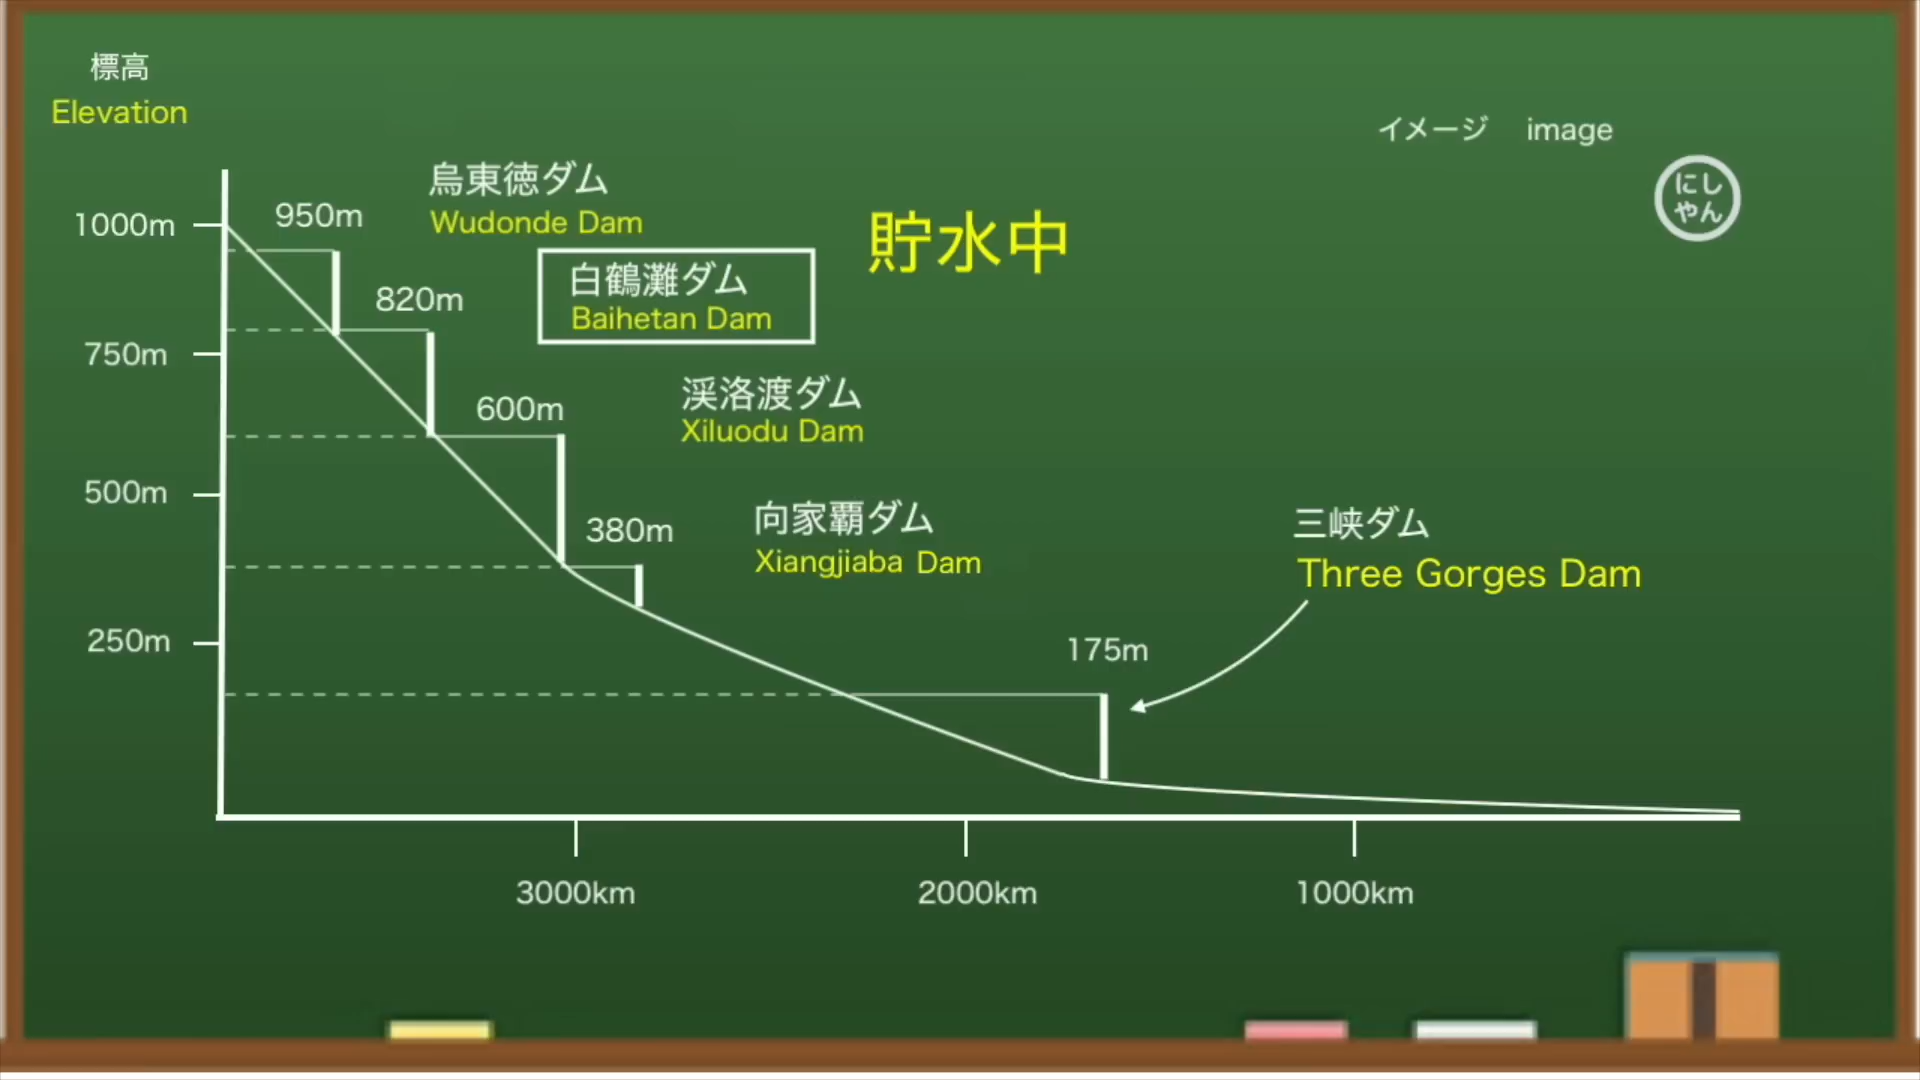 標高
Elevation
イメージ image
にし
やん
1000m
950m
烏東徳ダム
Wudonde Dam
貯水中
820m
白鶴灘ダム
Baihetan Dam
750m
600m
渓洛渡ダム
Xiluodu Dam
500m
380m
向家覇ダム
Xiangjiaba Dam
三峡ダム
Three Gorges Dam
250m
175m
3000km
2000km
1000km